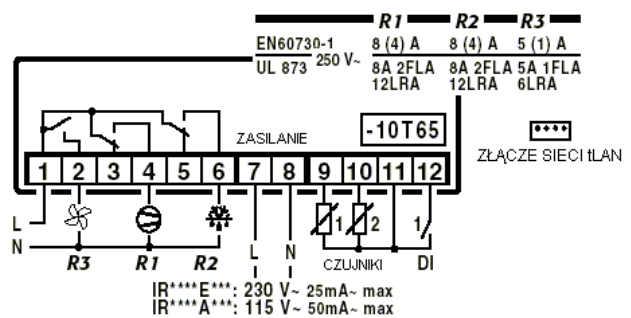 R1 R2 R3
EN60730-1 250 V~ 8 (4) A 8 (4) A 5 (1) A
UL 873 8A 2FLA 8A 2FLA 5A 1FLA
12LRA 12LRA 6LRA
ZASILANIE -10T65
ZŁĄCZE SIECI tLAN
1 2 3 4 5 6 7 8 9 10 11 12
L 1 2 1
N L N
R3 R1 R2 CZUJNIKI DI
IR****E***: 230 V~ 25mA~ max
IR****A***: 115 V~ 50mA~ max